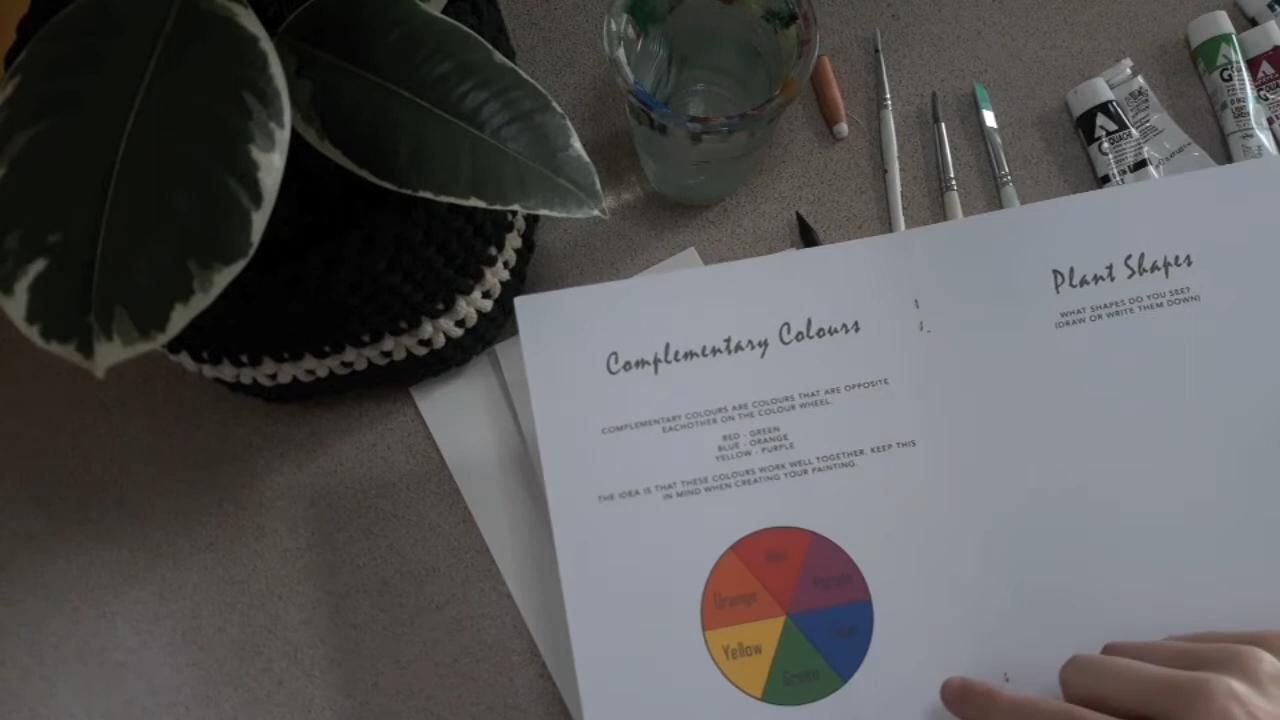 Complementary Colours
COMPLEMENTARY COLOURS ARE COLOURS THAT ARE OPPOSITE
EACHOTHER ON THE COLOUR WHEEL.
RED - GREEN
BLUE - ORANGE
YELLOW - PURPLE
THE IDEA IS THAT THESE COLOURS WORK WELL TOGETHER. KEEP THIS
IN MIND WHEN CREATING YOUR PAINTING.
Red
Orange
Purple
Yellow
Green
Plant Shapes
WHAT SHAPES DO YOU SEE?
(DRAW OR WRITE THEM DOWN)
GOUACHE